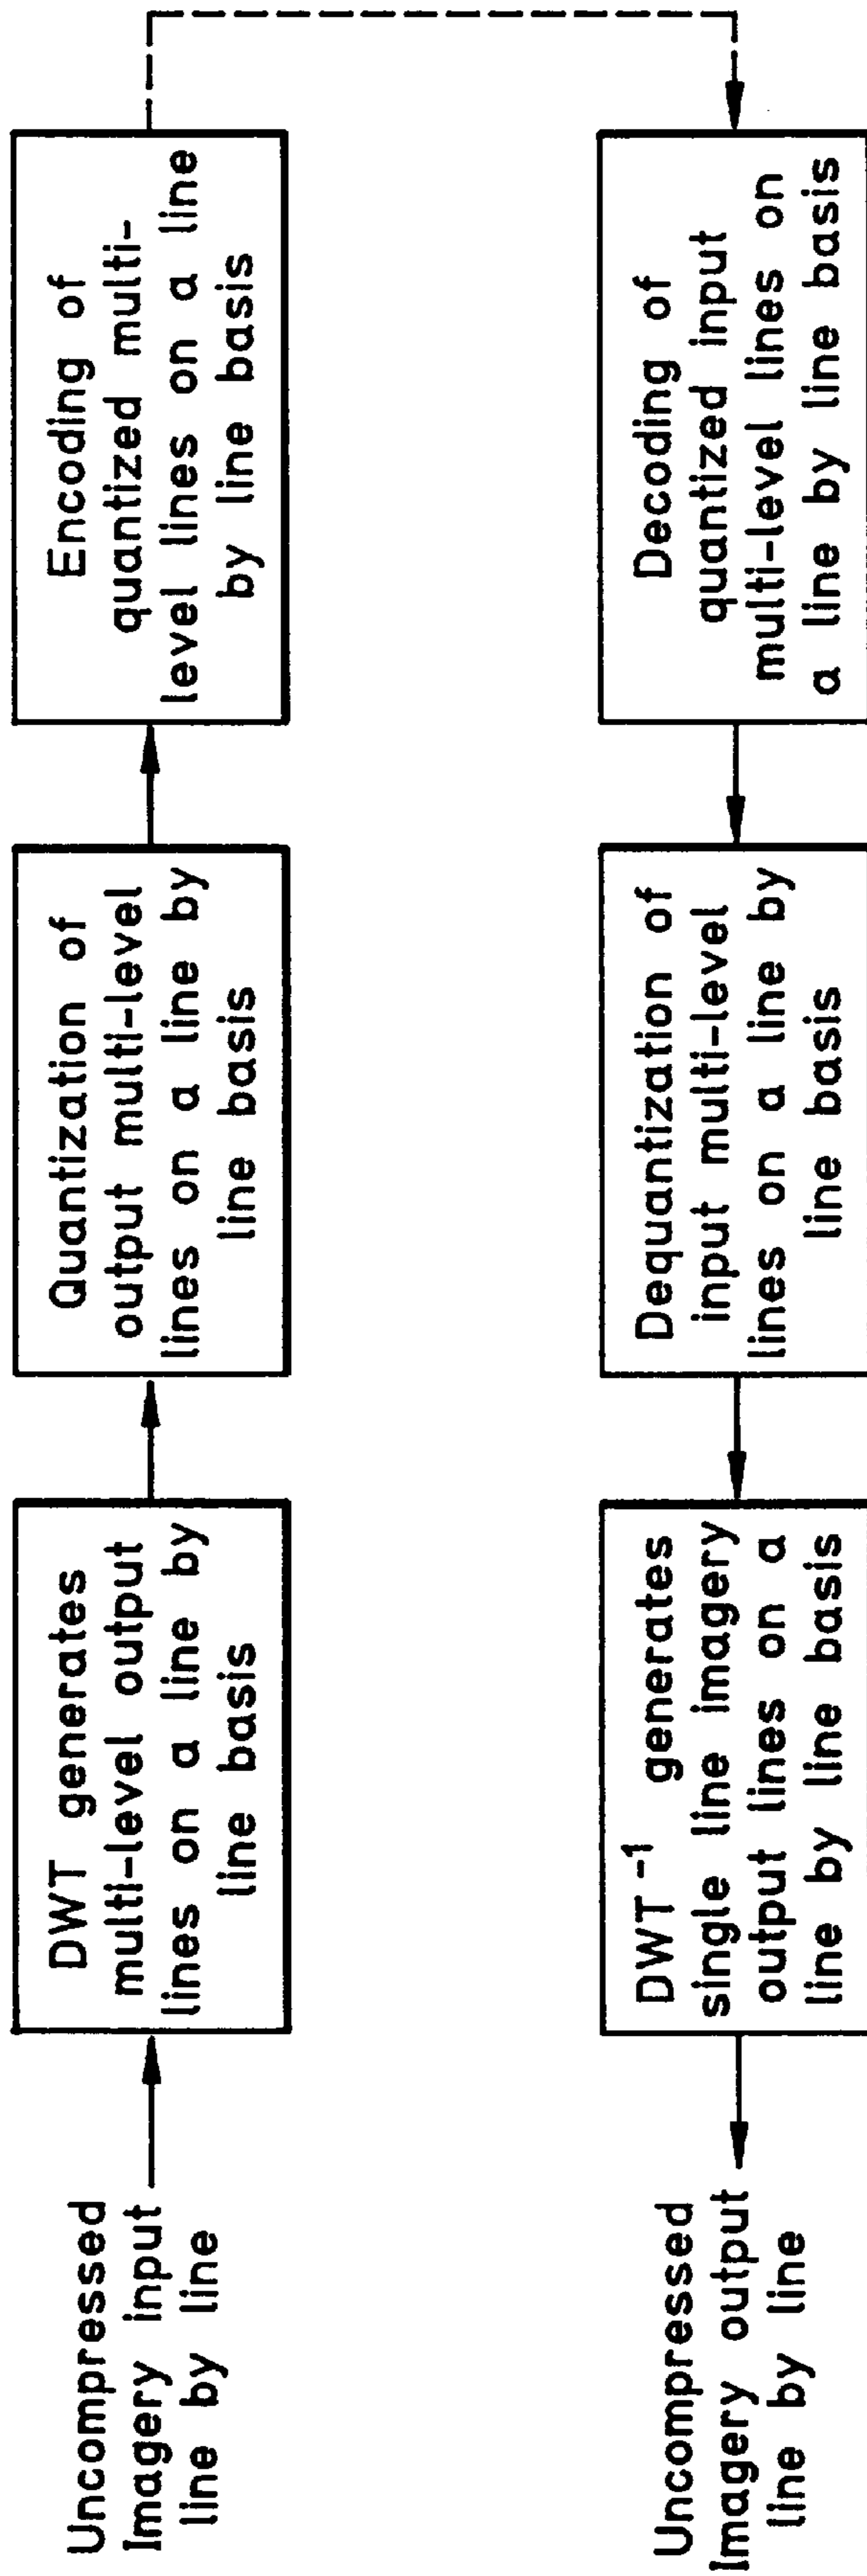 Uncompressed
Imagery input
line by line
DWT generates
multi-level output
lines on a line by
line basis
Quantization of
output multi-level
lines on a line by
line basis
Encoding of
quantized multi-
level lines on a line
by line basis
Decoding of
quantized input
multi-level lines on
a line by line basis
Dequantization of
input multi-level
lines on a line by
line basis
DWT⁻¹ generates
single line imagery
output lines on a
line by line basis
Uncompressed
Imagery output
line by line